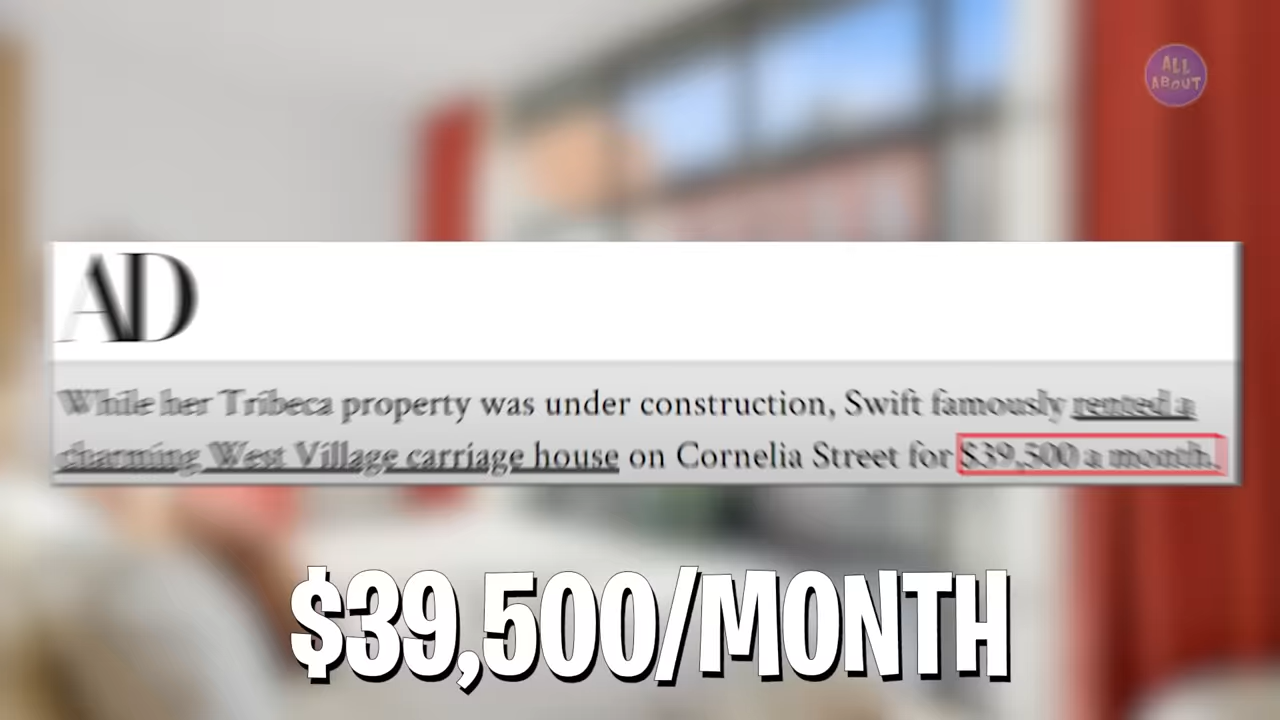 ALL
ABOUT
AD
While her Tribeca property was under construction, Swift famously rented a
charming West Village carriage house on Cornelia Street for $39,500 a month.
$39,500/MONTH